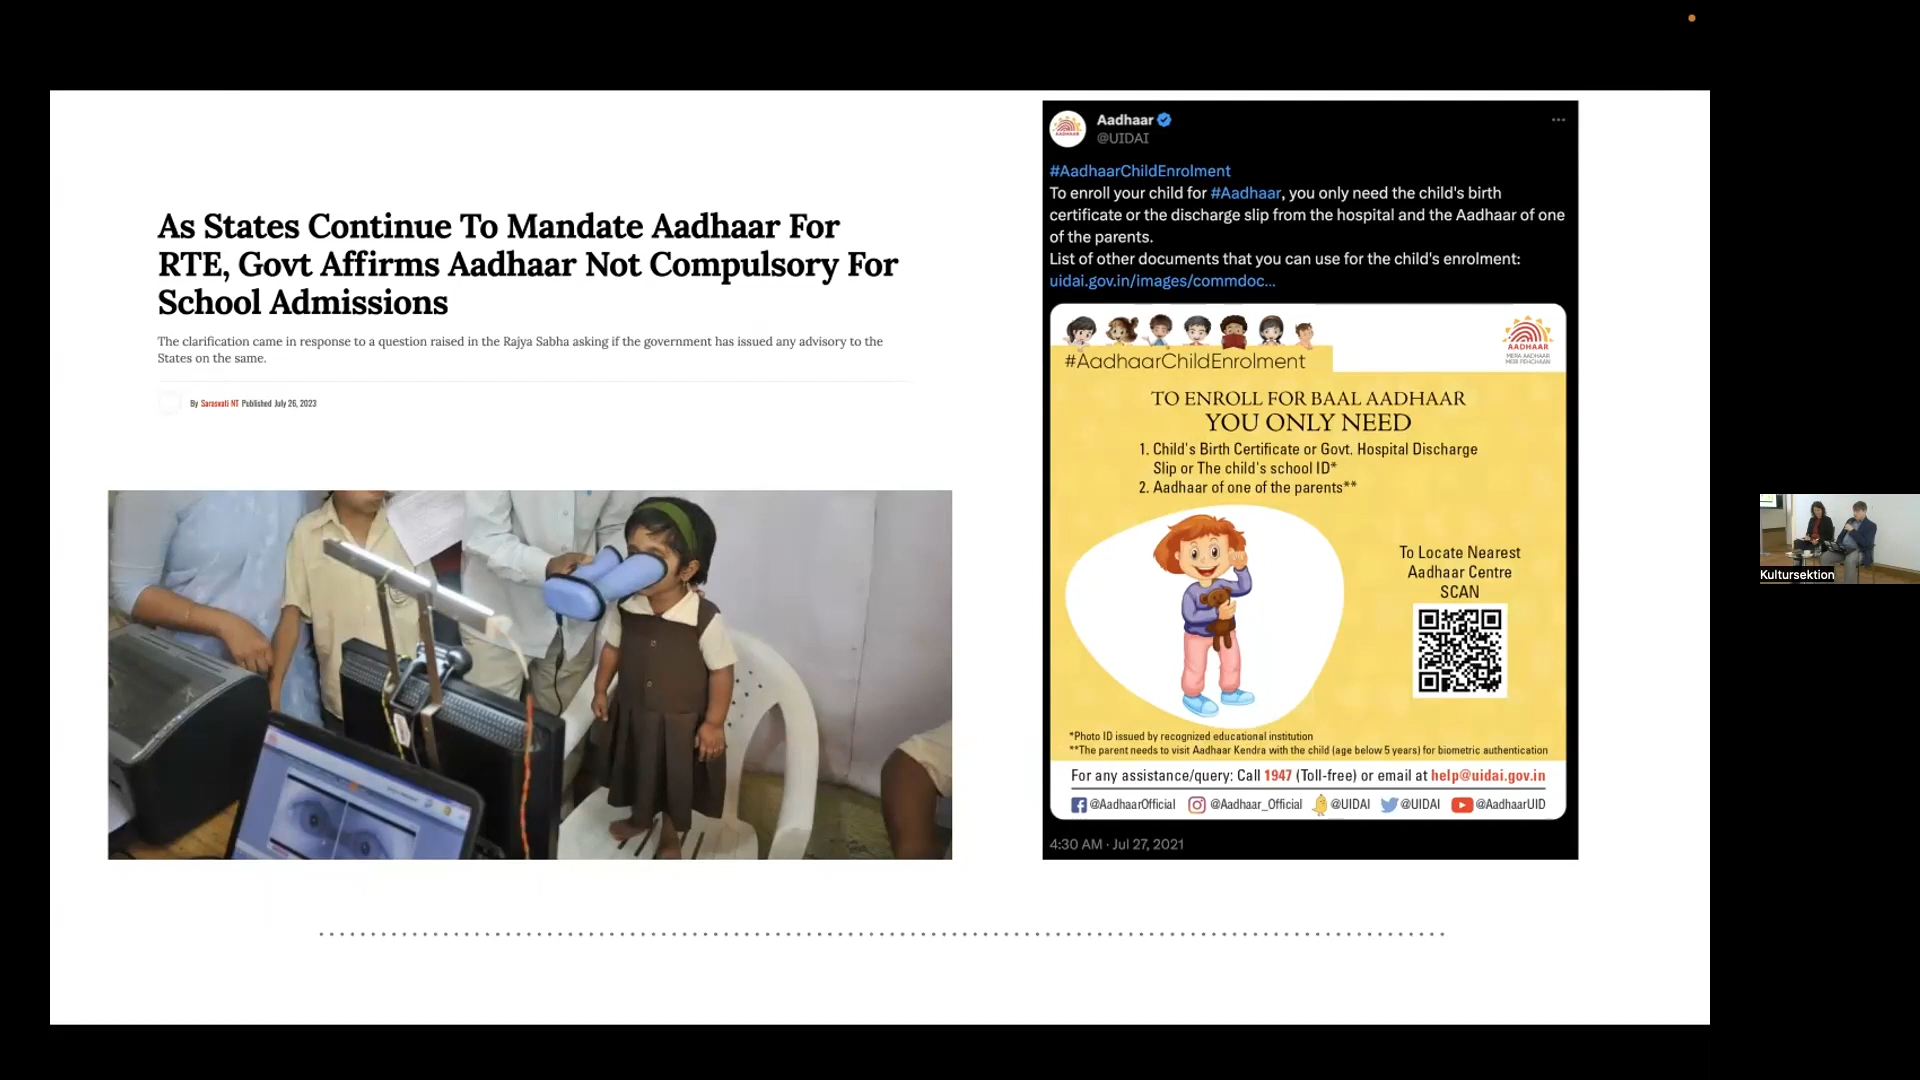 As States Continue To Mandate Aadhaar For
RTE, Govt Affirms Aadhaar Not Compulsory For
School Admissions
The clarification came in response to a question raised in the Rajya Sabha asking if the government has issued any advisory to the
States on the same.
By Sarasvati NT Published July 26, 2023
Aadhaar
@UIDAI
#AadhaarChildEnrolment
To enroll your child for #Aadhaar, you only need the child's birth
certificate or the discharge slip from the hospital and the Aadhaar of one
of the parents.
List of other documents that you can use for the child's enrolment:
uidai.gov.in/images/commdoc...
#AadhaarChildEnrolment
AADHAAR
MERA AADHAAR
MERI PEHCHAAN
TO ENROLL FOR BAAL AADHAAR
YOU ONLY NEED
1. Child's Birth Certificate or Govt. Hospital Discharge
Slip or The child's school ID*
2. Aadhaar of one of the parents**
To Locate Nearest
Aadhaar Centre
SCAN
*Photo ID issued by recognized educational institution
**The parent needs to visit Aadhaar Kendra with the child (age below 5 years) for biometric authentication
For any assistance/query: Call 1947 (Toll-free) or email at help@uidai.gov.in
@AadhaarOfficial @Aadhaar_Official @UIDAI @UIDAI @AadhaarUID
4:30 AM · Jul 27, 2021
Kultursektion